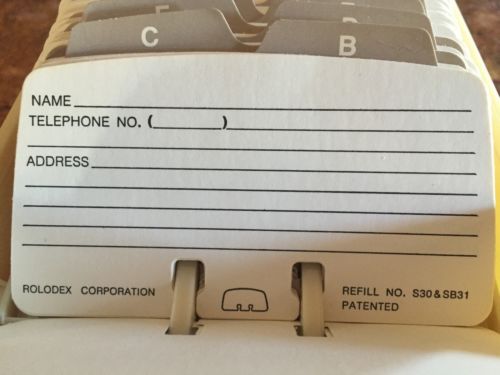 C
B
NAME
TELEPHONE NO. ( )
ADDRESS
ROLODEX CORPORATION
REFILL NO. S30 & SB31
PATENTED